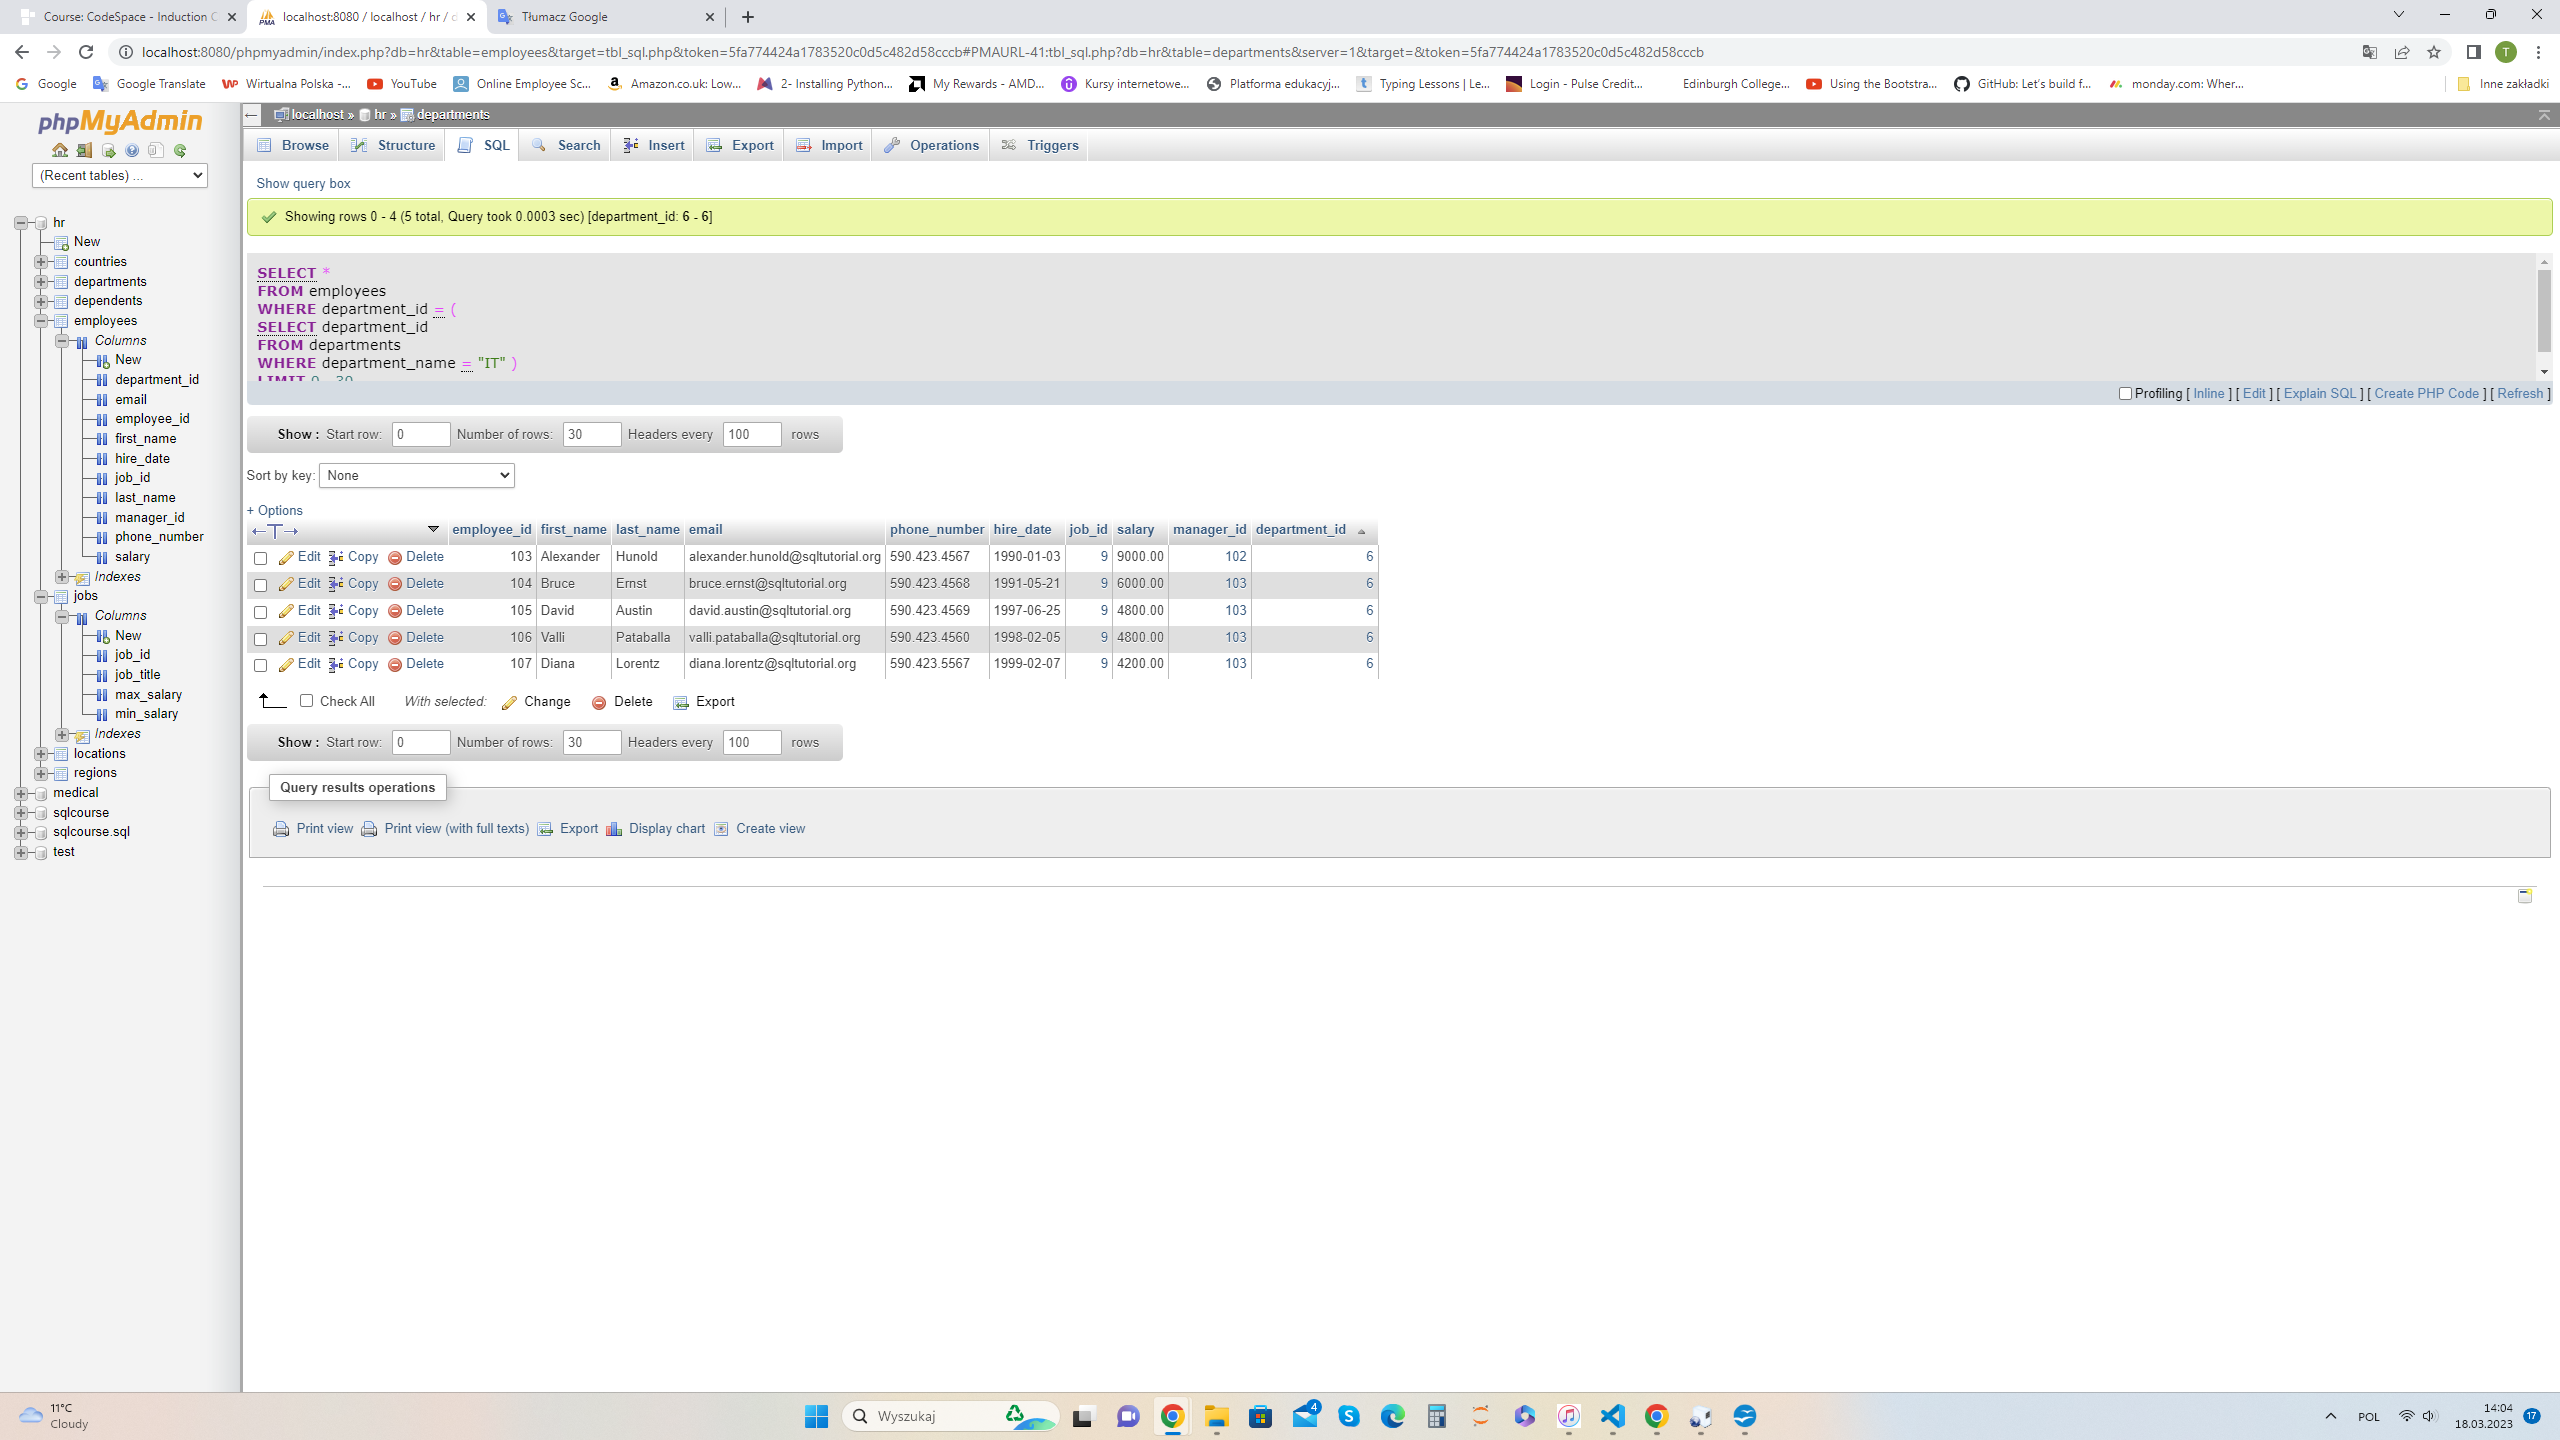 Course: CodeSpace - Induction C
localhost:8080 / localhost / hr / d
Tłumacz Google
localhost:8080/phpmyadmin/index.php?db=hr&table=employees&target=tbl_sql.php&token=5fa774424a1783520c0d5c482d58cccb#PMAURL-41:tbl_sql.php?db=hr&table=departments&server=1&target=&token=5fa774424a1783520c0d5c482d58cccb
T
Google
Google Translate
Wirtualna Polska -...
YouTube
Online Employee Sc...
Amazon.co.uk: Low...
2- Installing Python...
My Rewards - AMD...
Kursy internetowe...
Platforma edukacyj...
Typing Lessons | Le...
Login - Pulse Credit...
Edinburgh College...
Using the Bootstra...
GitHub: Let's build f...
monday.com: Wher...
Inne zakładki
phpMyAdmin
(Recent tables) ...
hr
New
countries
departments
dependents
employees
Columns
New
department_id
email
employee_id
first_name
hire_date
job_id
last_name
manager_id
phone_number
salary
Indexes
jobs
Columns
New
job_id
job_title
max_salary
min_salary
Indexes
locations
regions
medical
sqlcourse
sqlcourse.sql
test
localhost » hr » departments
Browse Structure SQL Search Insert Export Import Operations Triggers
Show query box
Showing rows 0 - 4 (5 total, Query took 0.0003 sec) [department_id: 6 - 6]
SELECT *
FROM employees
WHERE department_id = (
SELECT department_id
FROM departments
WHERE department_name = "IT" )
LIMIT 0 , 30
Profiling [ Inline ] [ Edit ] [ Explain SQL ] [ Create PHP Code ] [ Refresh ]
Show : Start row: 0 Number of rows: 30 Headers every 100 rows
Sort by key: None
+ Options
employee_id first_name last_name email phone_number hire_date job_id salary manager_id department_id
Edit Copy Delete 103 Alexander Hunold alexander.hunold@sqltutorial.org 590.423.4567 1990-01-03 9 9000.00 102 6
Edit Copy Delete 104 Bruce Ernst bruce.ernst@sqltutorial.org 590.423.4568 1991-05-21 9 6000.00 103 6
Edit Copy Delete 105 David Austin david.austin@sqltutorial.org 590.423.4569 1997-06-25 9 4800.00 103 6
Edit Copy Delete 106 Valli Pataballa valli.pataballa@sqltutorial.org 590.423.4560 1998-02-05 9 4800.00 103 6
Edit Copy Delete 107 Diana Lorentz diana.lorentz@sqltutorial.org 590.423.5567 1999-02-07 9 4200.00 103 6
Check All With selected: Change Delete Export
Show : Start row: 0 Number of rows: 30 Headers every 100 rows
Query results operations
Print view Print view (with full texts) Export Display chart Create view
11°C
Cloudy
Wyszukaj
4
POL
14:04
18.03.2023
17